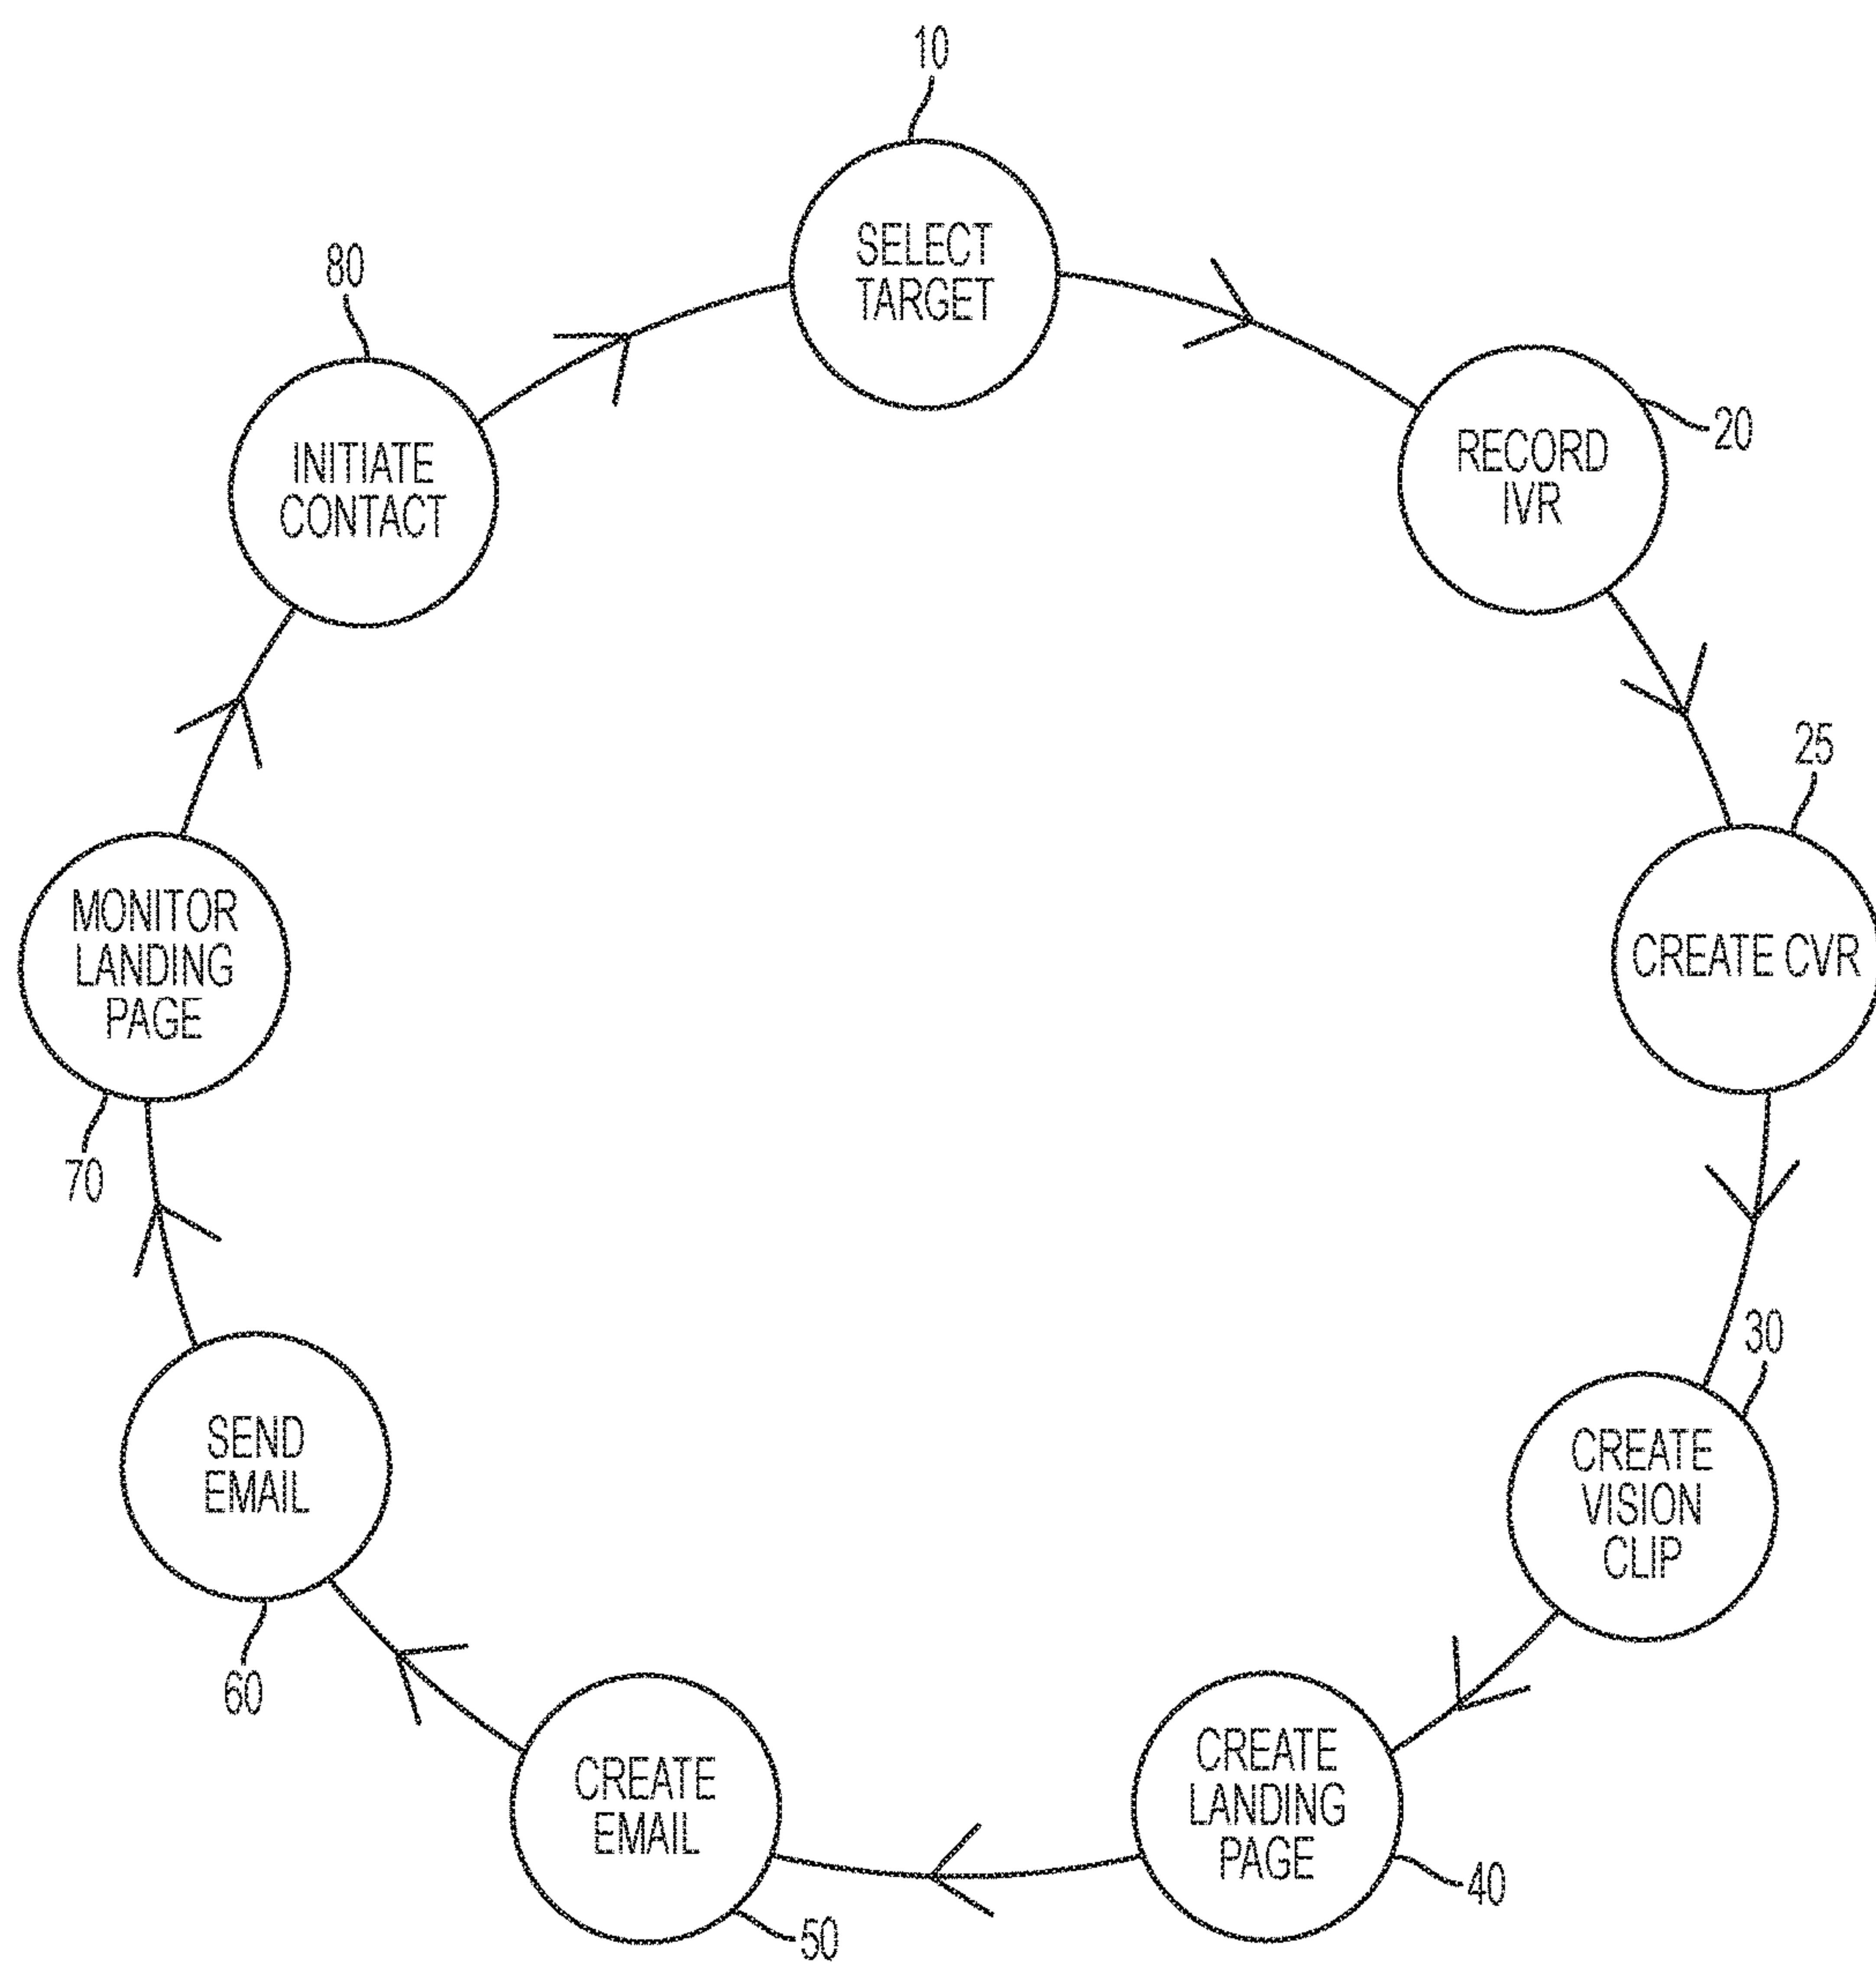 10
SELECT
TARGET
20
RECORD
IVR
25
CREATE CVR
30
CREATE
VISION
CLIP
40
CREATE
LANDING
PAGE
50
CREATE
EMAIL
60
SEND
EMAIL
70
MONITOR
LANDING
PAGE
80
INITIATE
CONTACT